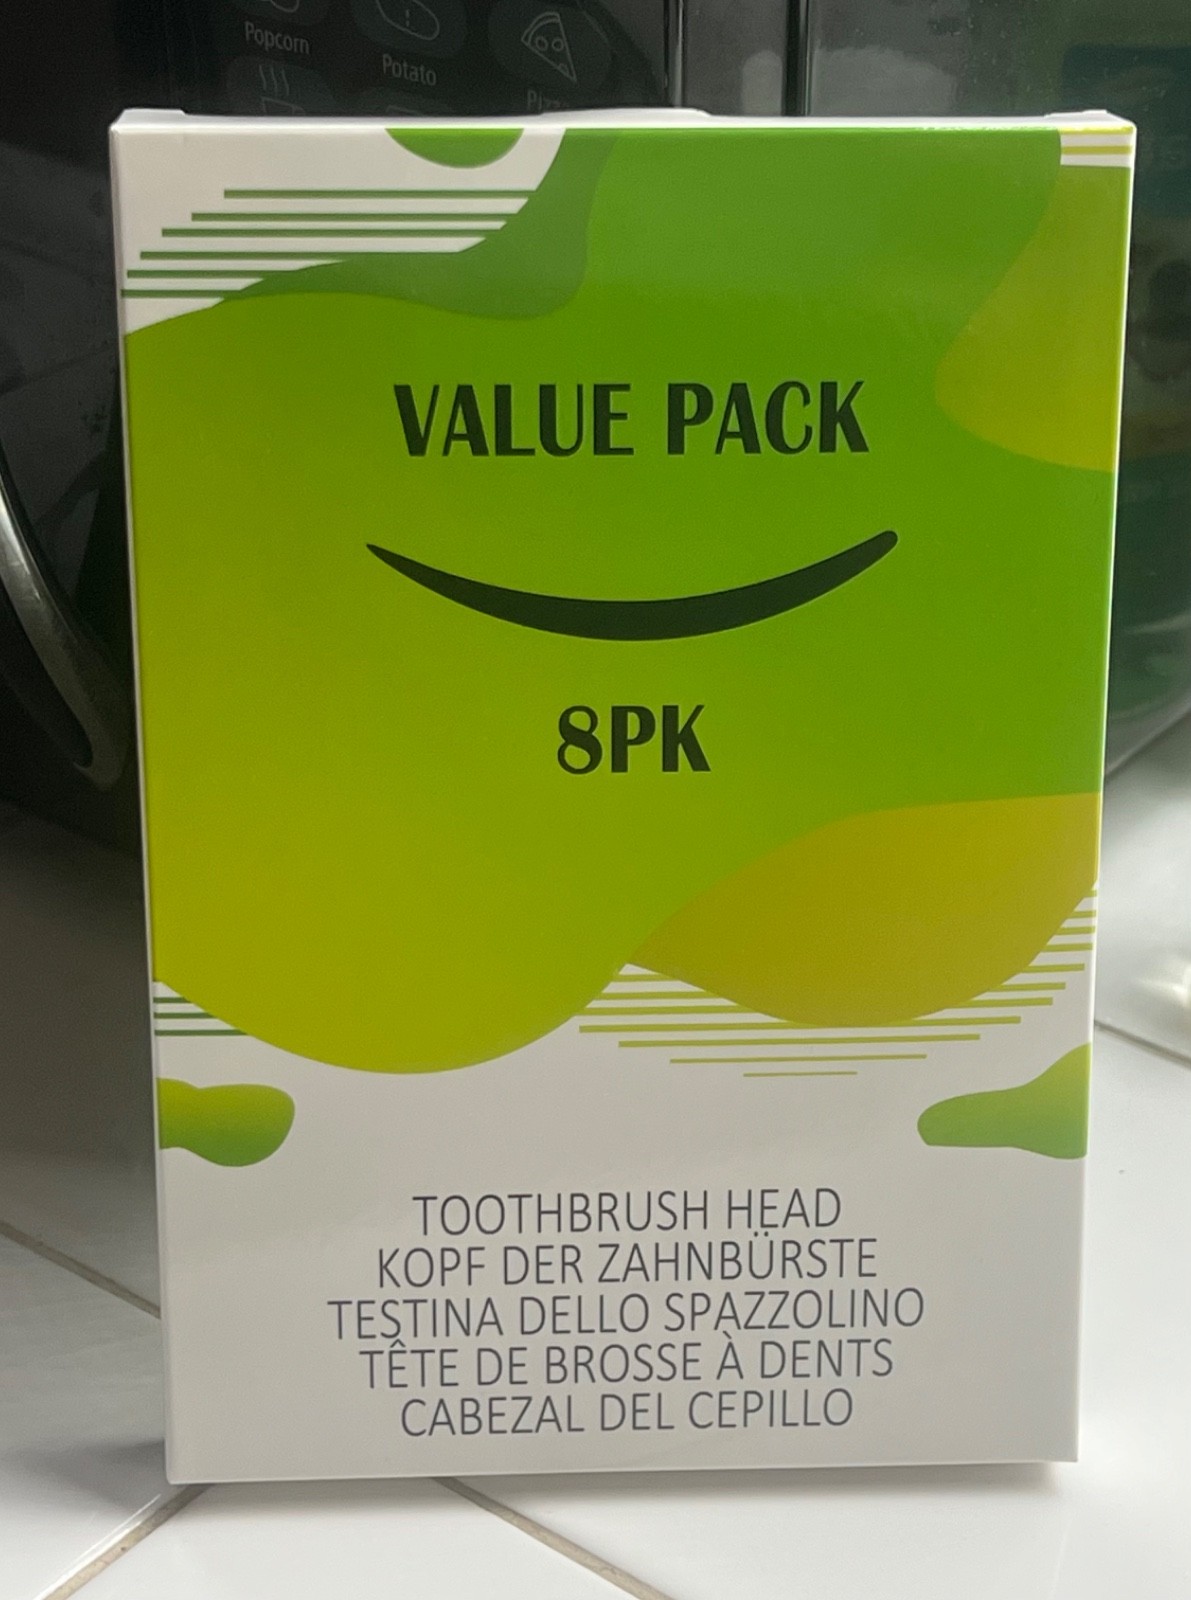 Popcorn
Potato
VALUE PACK
8PK
TOOTHBRUSH HEAD
KOPF DER ZAHNBÜRSTE
TESTINA DELLO SPAZZOLINO
TÊTE DE BROSSE À DENTS
CABEZAL DEL CEPILLO